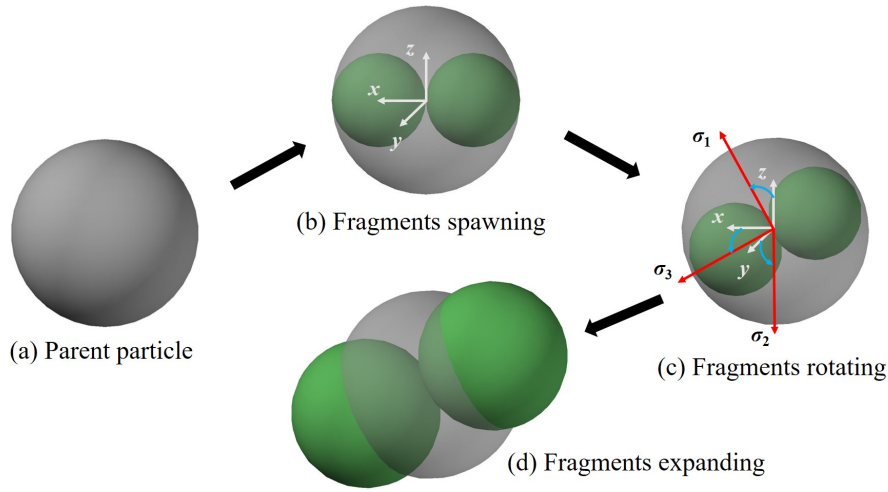 (a) Parent particle
z
x
y
(b) Fragments spawning
σ1
z
x
y
σ3
σ2
(c) Fragments rotating
(d) Fragments expanding